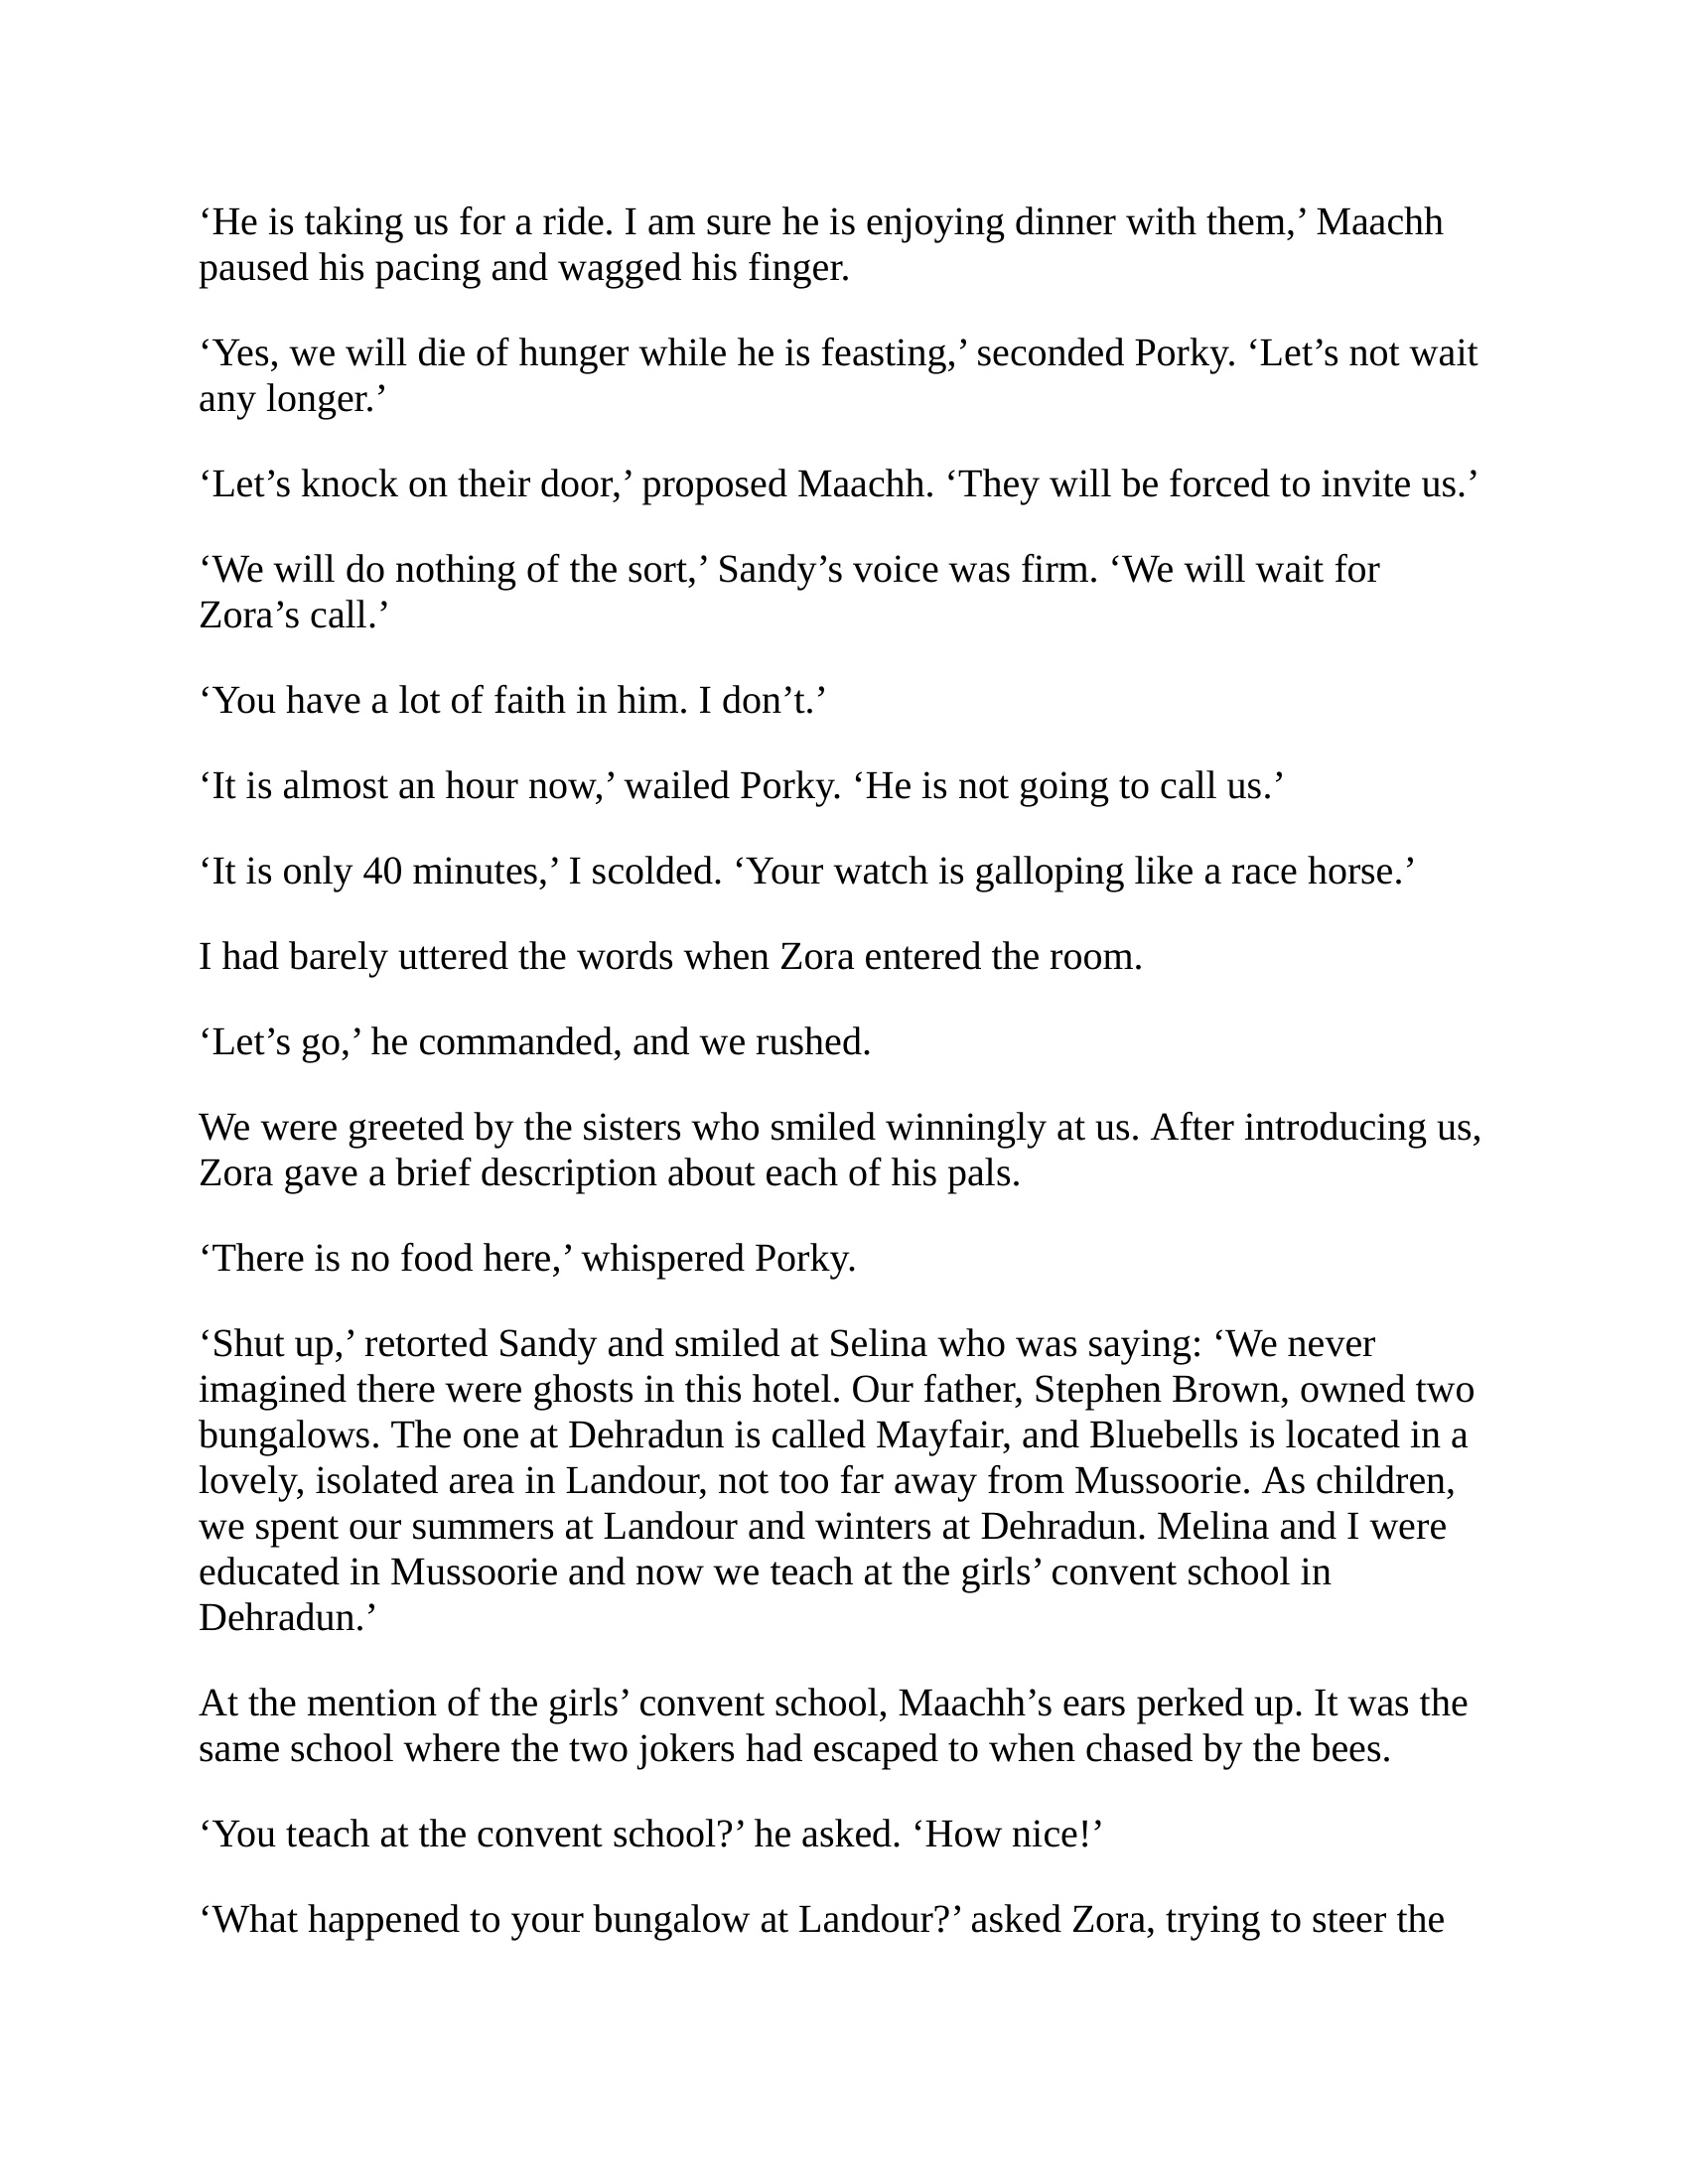 ‘He is taking us for a ride. I am sure he is enjoying dinner with them,’ Maachh
paused his pacing and wagged his finger.
‘Yes, we will die of hunger while he is feasting,’ seconded Porky. ‘Let’s not wait
any longer.’
‘Let’s knock on their door,’ proposed Maachh. ‘They will be forced to invite us.’
‘We will do nothing of the sort,’ Sandy’s voice was firm. ‘We will wait for
Zora’s call.’
‘You have a lot of faith in him. I don’t.’
‘It is almost an hour now,’ wailed Porky. ‘He is not going to call us.’
‘It is only 40 minutes,’ I scolded. ‘Your watch is galloping like a race horse.’
I had barely uttered the words when Zora entered the room.
‘Let’s go,’ he commanded, and we rushed.
We were greeted by the sisters who smiled winningly at us. After introducing us,
Zora gave a brief description about each of his pals.
‘There is no food here,’ whispered Porky.
‘Shut up,’ retorted Sandy and smiled at Selina who was saying: ‘We never
imagined there were ghosts in this hotel. Our father, Stephen Brown, owned two
bungalows. The one at Dehradun is called Mayfair, and Bluebells is located in a
lovely, isolated area in Landour, not too far away from Mussoorie. As children,
we spent our summers at Landour and winters at Dehradun. Melina and I were
educated in Mussoorie and now we teach at the girls’ convent school in
Dehradun.’
At the mention of the girls’ convent school, Maachh’s ears perked up. It was the
same school where the two jokers had escaped to when chased by the bees.
‘You teach at the convent school?’ he asked. ‘How nice!’
‘What happened to your bungalow at Landour?’ asked Zora, trying to steer the